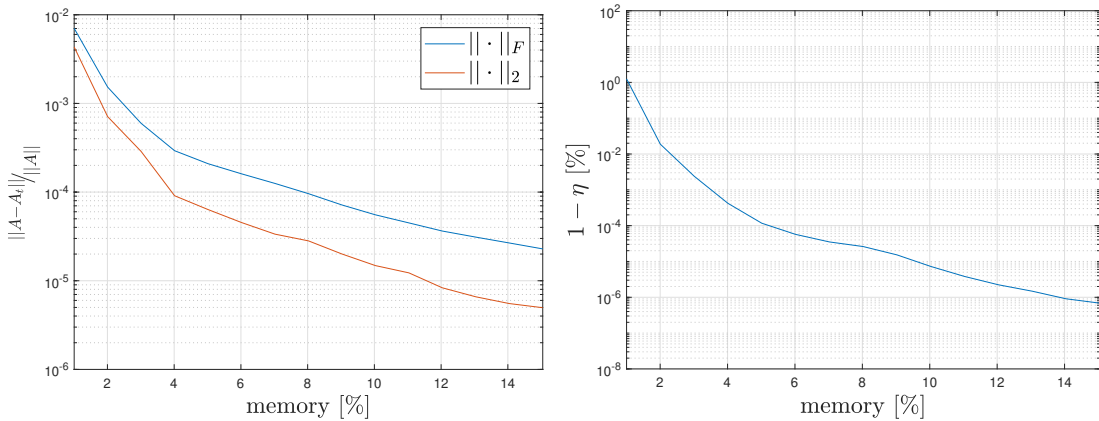 10^-2
10^-3
10^-4
10^-5
10^-6
||A−A_t||/||A||
2 4 6 8 10 12 14
memory [%]
|| · ||_F
|| · ||_2
10^2
10^0
10^-2
10^-4
10^-6
10^-8
1 − η [%]
2 4 6 8 10 12 14
memory [%]